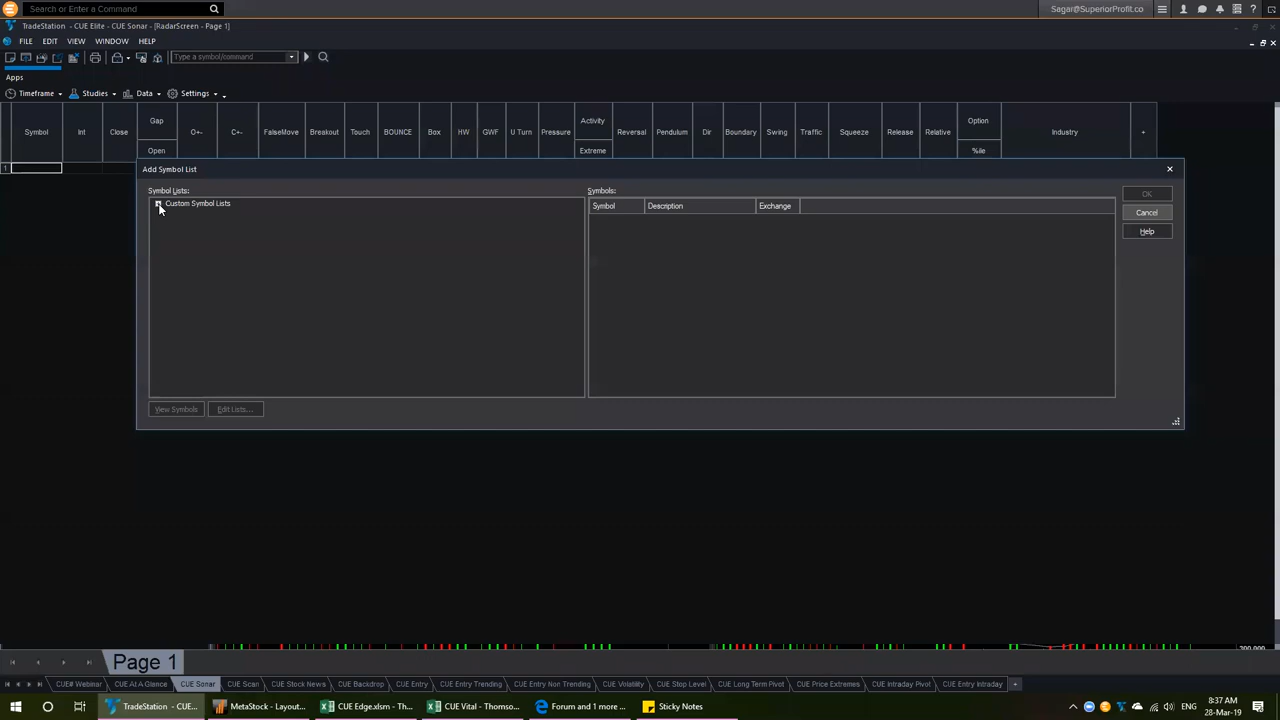 Search or Enter Command
Sagar@SuperiorProfit.co
TradeStation - CUE Elite - CUE Sonar - [RadarScreen - Page 1]
FILE EDIT VIEW WINDOW HELP
Type a symbol/command
Apps
Timeframe Studies Data Settings
Symbol Int Close Gap O+- C+- FalseMove Breakout Touch BOUNCE Box HW GWF U Turn Pressure Activity Reversal Pendulum Dir Boundary Swing Traffic Squeeze Release Relative Option Industry +
Open Extreme %ile
1
Add Symbol List
Symbol Lists: Symbols:
Custom Symbol Lists
Symbol Description Exchange
OK
Cancel
Help
View Symbols Edit Lists...
Page 1
CUE# Webinar CUE At A Glance CUE Sonar CUE Scan CUE Stock News CUE Backdrop CUE Entry CUE Entry Trending CUE Entry Non Trending CUE Volatility CUE Stop Level CUE Long Term Pivot CUE Price Extremes CUE Intraday Pivot CUE Entry Intraday +
TradeStation - CUE... MetaStock - Layout... CUE Edge.xlsm - Th... CUE Vital - Thomso... Forum and 1 more ... Sticky Notes
8:37 AM
28-Mar-19